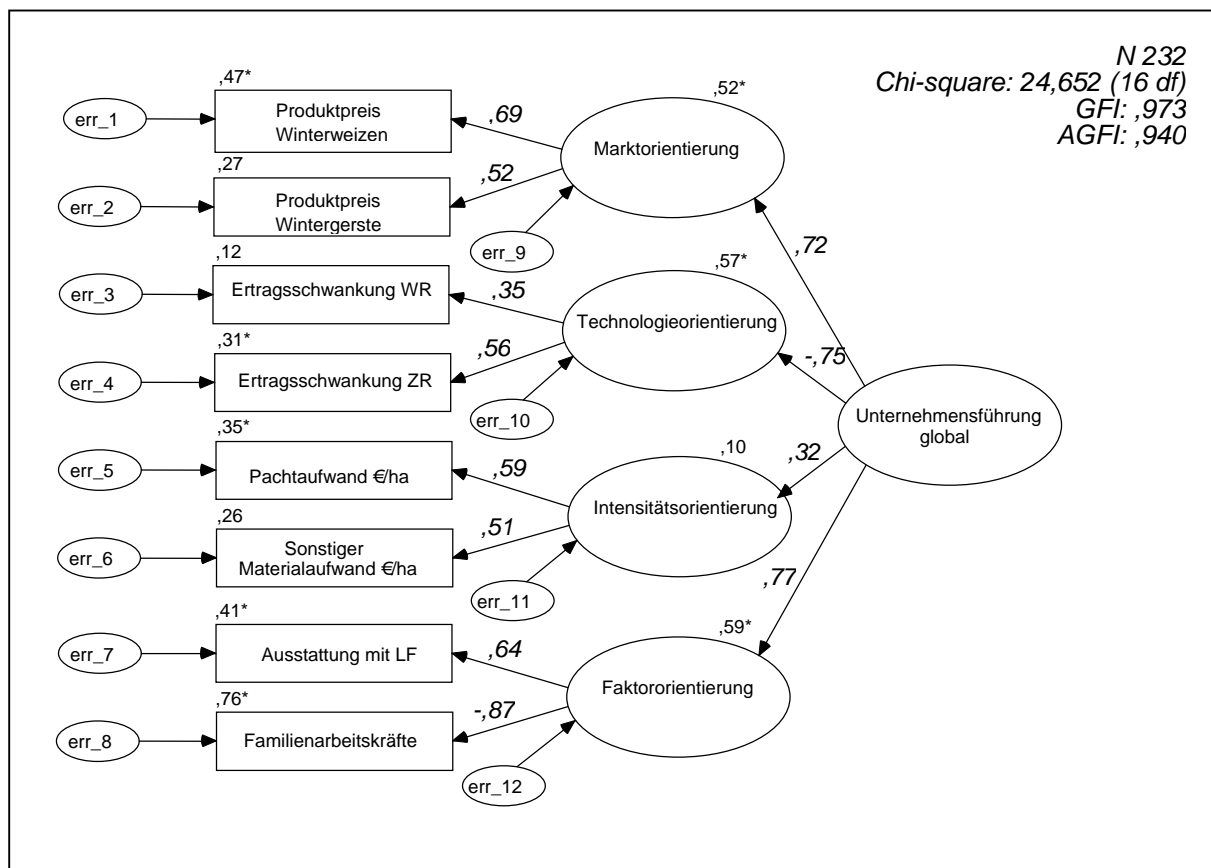 N 232
Chi-square: 24,652 (16 df)
GFI: ,973
AGFI: ,940
,47*
err_1
Produktpreis
Winterweizen
,69
,52*
Marktorientierung
,27
err_2
Produktpreis
Wintergerste
,52
err_9
,72
,12
err_3
Ertragsschwankung WR
,35
,57*
Technologieorientierung
,31*
err_4
Ertragsschwankung ZR
,56
err_10
-,75
Unternehmensführung
global
,35*
err_5
Pachtaufwand €/ha
,59
,10
Intensitätsorientierung
,32
,26
err_6
Sonstiger
Materialaufwand €/ha
,51
err_11
,77
,41*
err_7
Ausstattung mit LF
,64
,59*
Faktororientierung
,76*
err_8
Familienarbeitskräfte
-,87
err_12